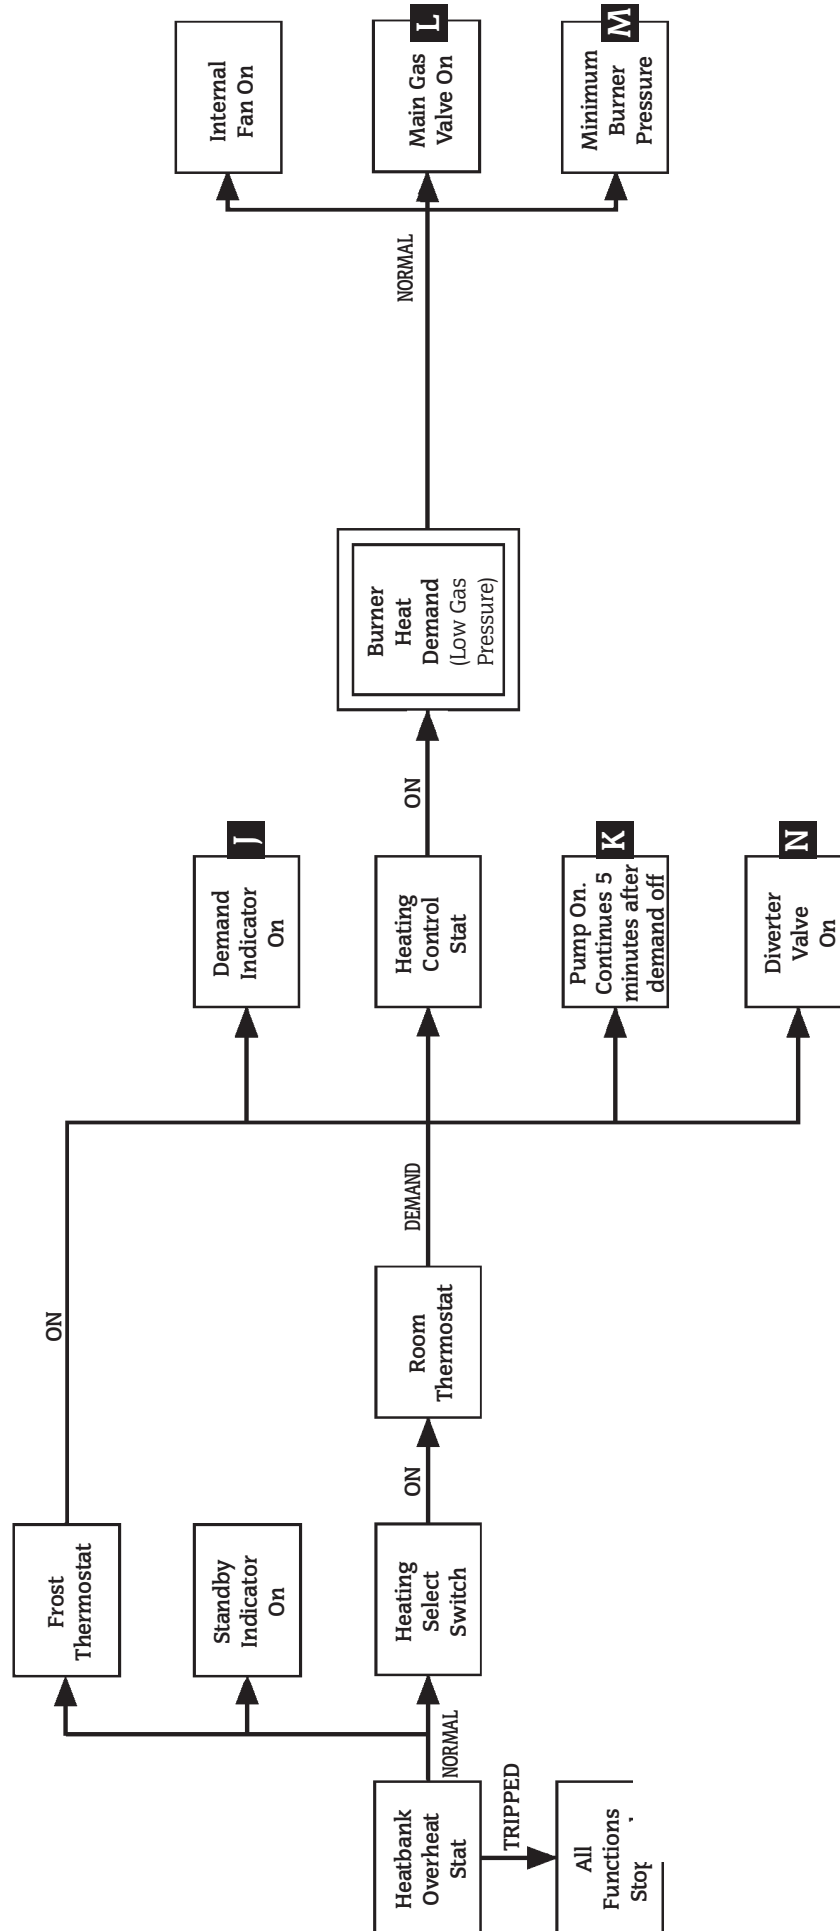 Frost
Thermostat
ON
Standby
Indicator
On
Demand
Indicator
On
J
Internal
Fan On
Heatbank
Overheat
Stat
NORMAL
Heating
Select
Switch
ON
Room
Thermostat
DEMAND
Heating
Control
Stat
ON
Burner
Heat
Demand
(Low Gas
Pressure)
NORMAL
Main Gas
Valve On
L
TRIPPED
All
Functions
Stop
Pump On.
Continues 5
minutes after
demand off
K
Minimum
Burner
Pressure
M
Diverter
Valve
On
N